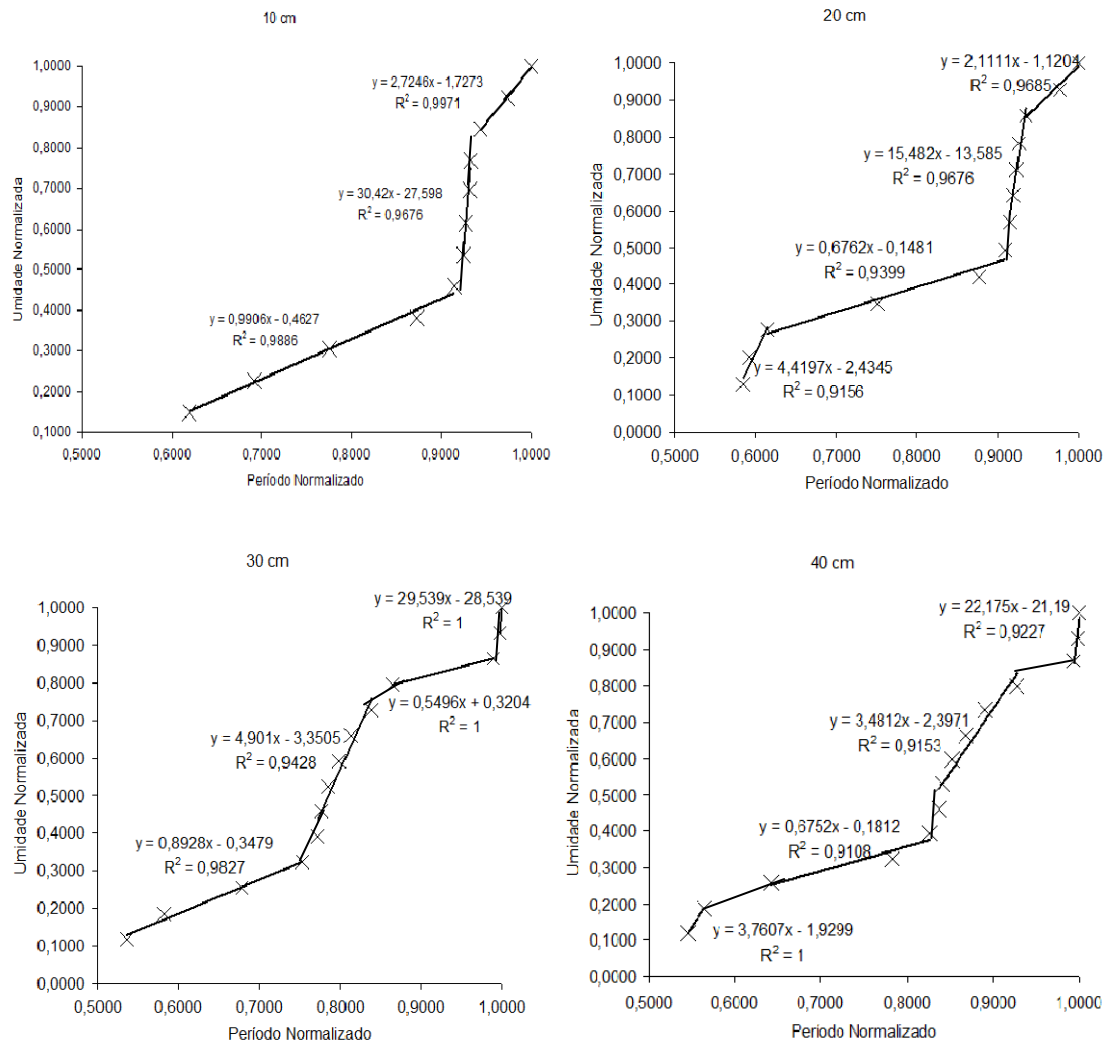 10 cm
1,0000
0,9000
0,8000
0,7000
0,6000
0,5000
0,4000
0,3000
0,2000
0,1000
0,5000 0,6000 0,7000 0,8000 0,9000 1,0000
Umidade Normalizada
Período Normalizado
y = 2,7246x - 1,7273
R² = 0,9971
y = 30,42x - 27,598
R² = 0,9676
y = 0,9906x - 0,4627
R² = 0,9886
20 cm
1,0000
0,9000
0,8000
0,7000
0,6000
0,5000
0,4000
0,3000
0,2000
0,1000
0,0000
0,5000 0,6000 0,7000 0,8000 0,9000 1,0000
Umidade Normalizada
Período Normalizado
y = 2,1111x - 1,1204
R² = 0,9685
y = 15,482x - 13,585
R² = 0,9676
y = 0,6762x - 0,1481
R² = 0,9399
y = 4,4197x - 2,4345
R² = 0,9156
30 cm
1,0000
0,9000
0,8000
0,7000
0,6000
0,5000
0,4000
0,3000
0,2000
0,1000
0,0000
0,5000 0,6000 0,7000 0,8000 0,9000 1,0000
Umidade Normalizada
Período Normalizado
y = 29,539x - 28,539
R² = 1
y = 0,5496x + 0,3204
R² = 1
y = 4,901x - 3,3505
R² = 0,9428
y = 0,8928x - 0,3479
R² = 0,9827
40 cm
1,0000
0,9000
0,8000
0,7000
0,6000
0,5000
0,4000
0,3000
0,2000
0,1000
0,0000
0,5000 0,6000 0,7000 0,8000 0,9000 1,0000
Umidade Normalizada
Período Normalizado
y = 22,175x - 21,19
R² = 0,9227
y = 3,4812x - 2,3971
R² = 0,9153
y = 0,6752x - 0,1812
R² = 0,9108
y = 3,7607x - 1,9299
R² = 1